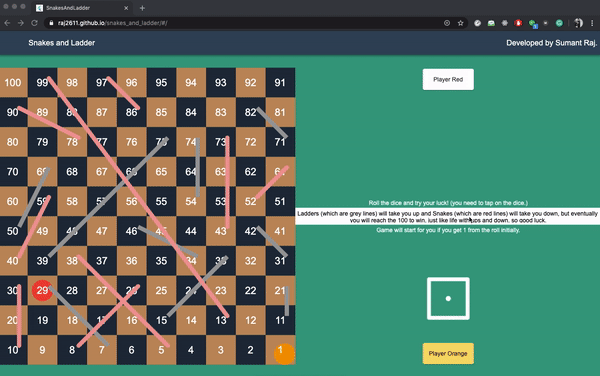 SnakesAndLadder
raj2611.github.io/snakes_and_ladder/#/
Snakes and Ladder
Developed by Sumant Raj.
100 99 98 97 96 95 94 93 92 91
90 89 88 87 86 85 84 83 82 81
80 79 78 77 76 75 74 73 72 71
70 69 68 67 66 65 64 63 62 61
60 59 58 57 56 55 54 53 52 51
50 49 48 47 46 45 44 43 42 41
40 39 38 37 36 35 34 33 32 31
30 29 28 27 26 25 24 23 22 21
20 19 18 17 16 15 14 13 12 11
10 9 8 7 6 5 4 3 2 1
Player Red
Roll the dice and try your luck! (you need to tap on the dice.)
Ladders (which are grey lines) will take you up and Snakes (which are red lines) will take you down, but eventually
you will reach the 100 to win. just like life with ups and down. so good luck.
Game will start for you if you get 1 from the roll initially.
Player Orange